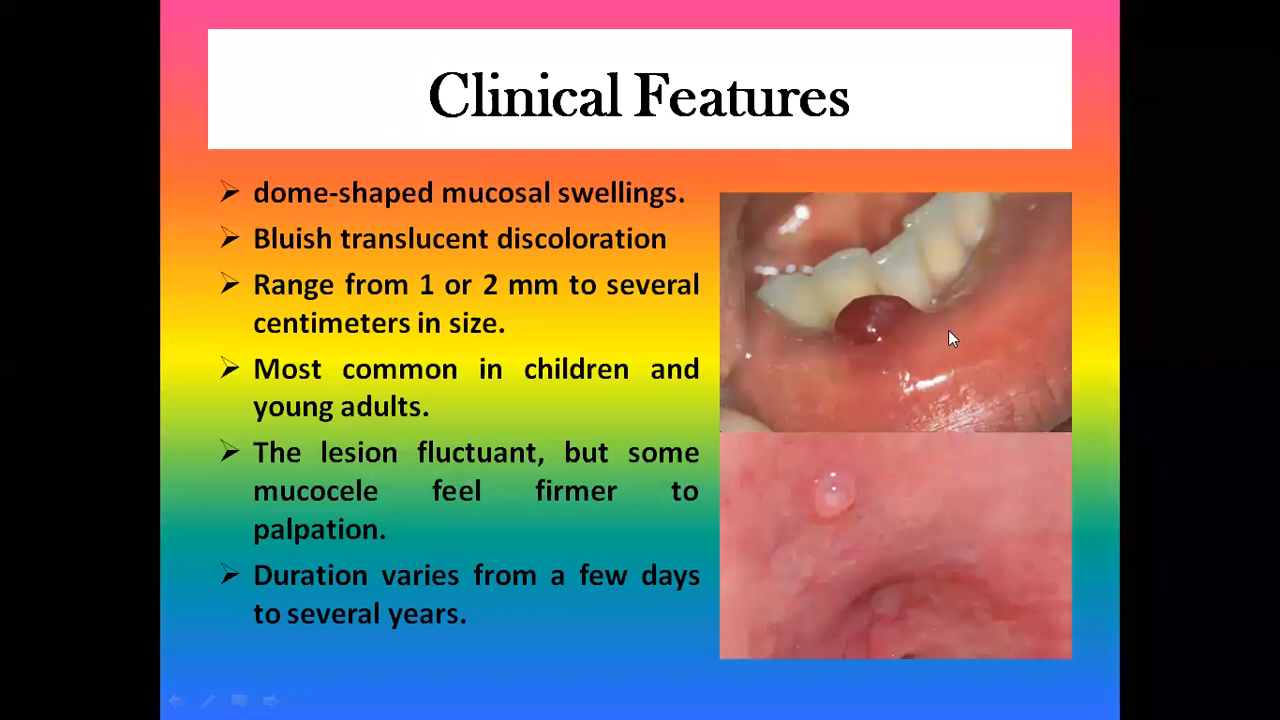 Clinical Features
dome-shaped mucosal swellings.
Bluish translucent discoloration
Range from 1 or 2 mm to several
centimeters in size.
Most common in children and
young adults.
The lesion fluctuant, but some
mucocele feel firmer to
palpation.
Duration varies from a few days
to several years.